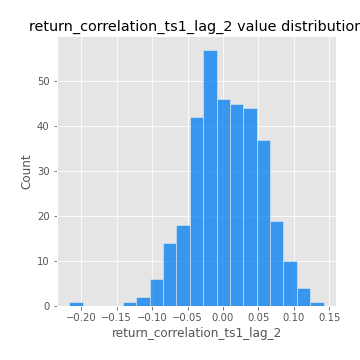 return_correlation_ts1_lag_2 value distribution
50
40
30
20
10
0
Count
−0.20 −0.15 −0.10 −0.05 0.00 0.05 0.10 0.15
return_correlation_ts1_lag_2